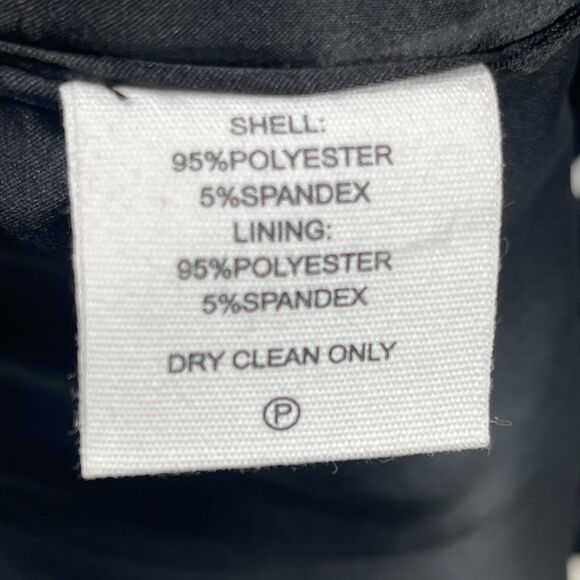 SHELL:
95%POLYESTER
5%SPANDEX
LINING:
95%POLYESTER
5%SPANDEX
DRY CLEAN ONLY
Ⓟ